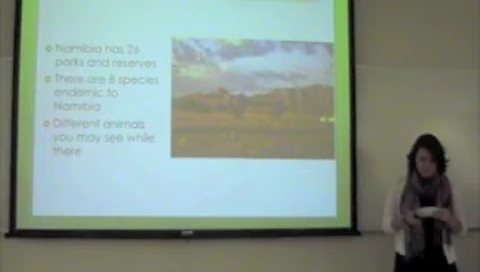 Namibia has 26
parks and reserves
There are 8 species
endemic to
Namibia
Different animals
you may see while
there